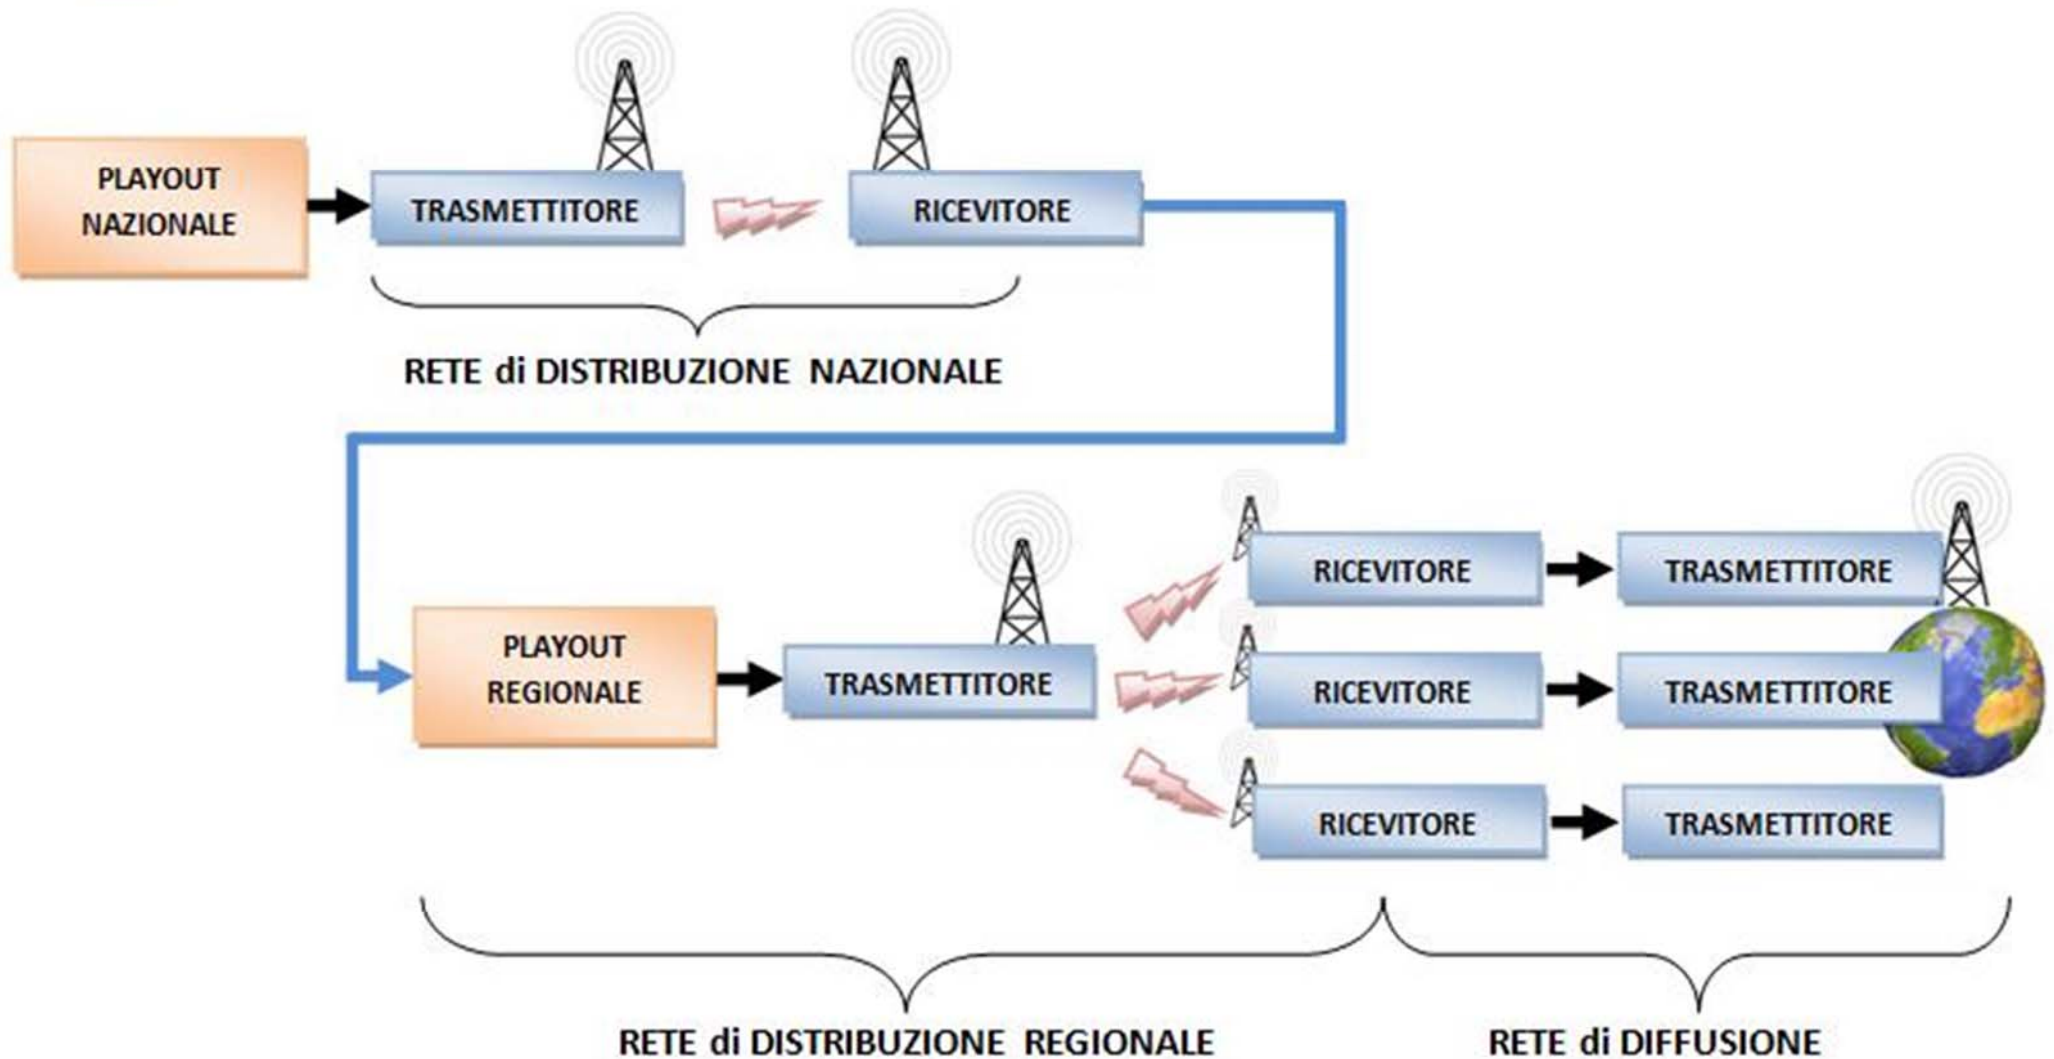 PLAYOUT
NAZIONALE
TRASMETTITORE
RICEVITORE
RETE di DISTRIBUZIONE NAZIONALE
PLAYOUT
REGIONALE
TRASMETTITORE
RICEVITORE
TRASMETTITORE
RICEVITORE
TRASMETTITORE
RICEVITORE
TRASMETTITORE
RETE di DISTRIBUZIONE REGIONALE
RETE di DIFFUSIONE